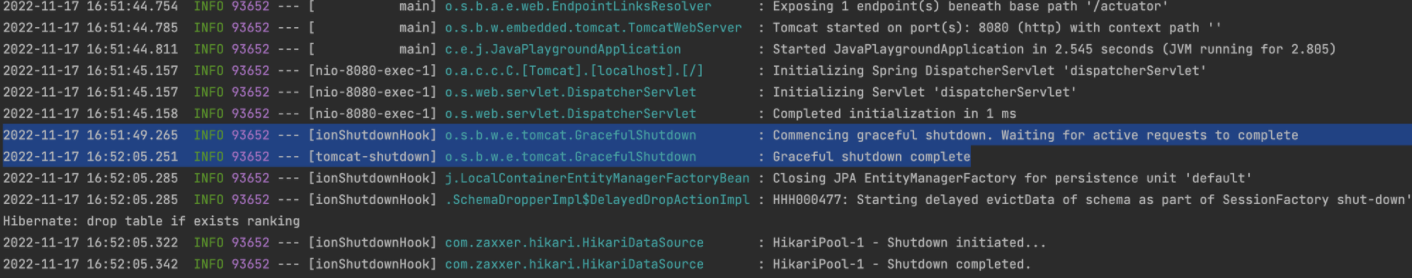 2022-11-17 16:51:44.754  INFO 93652 --- [           main] o.s.b.a.e.web.EndpointLinksResolver      : Exposing 1 endpoint(s) beneath base path '/actuator'
2022-11-17 16:51:44.785  INFO 93652 --- [           main] o.s.b.w.embedded.tomcat.TomcatWebServer  : Tomcat started on port(s): 8080 (http) with context path ''
2022-11-17 16:51:44.811  INFO 93652 --- [           main] c.e.j.JavaPlaygroundApplication          : Started JavaPlaygroundApplication in 2.545 seconds (JVM running for 2.805)
2022-11-17 16:51:45.157  INFO 93652 --- [nio-8080-exec-1] o.a.c.c.C.[Tomcat].[localhost].[/]       : Initializing Spring DispatcherServlet 'dispatcherServlet'
2022-11-17 16:51:45.157  INFO 93652 --- [nio-8080-exec-1] o.s.web.servlet.DispatcherServlet        : Initializing Servlet 'dispatcherServlet'
2022-11-17 16:51:45.158  INFO 93652 --- [nio-8080-exec-1] o.s.web.servlet.DispatcherServlet        : Completed initialization in 1 ms
2022-11-17 16:51:49.265  INFO 93652 --- [ionShutdownHook] o.s.b.w.e.tomcat.GracefulShutdown        : Commencing graceful shutdown. Waiting for active requests to complete
2022-11-17 16:52:05.251  INFO 93652 --- [tomcat-shutdown] o.s.b.w.e.tomcat.GracefulShutdown        : Graceful shutdown complete
2022-11-17 16:52:05.285  INFO 93652 --- [ionShutdownHook] j.LocalContainerEntityManagerFactoryBean : Closing JPA EntityManagerFactory for persistence unit 'default'
2022-11-17 16:52:05.285  INFO 93652 --- [ionShutdownHook] .SchemaDropperImpl$DelayedDropActionImpl : HHH000477: Starting delayed evictData of schema as part of SessionFactory shut-down'
Hibernate: drop table if exists ranking
2022-11-17 16:52:05.322  INFO 93652 --- [ionShutdownHook] com.zaxxer.hikari.HikariDataSource       : HikariPool-1 - Shutdown initiated...
2022-11-17 16:52:05.342  INFO 93652 --- [ionShutdownHook] com.zaxxer.hikari.HikariDataSource       : HikariPool-1 - Shutdown completed.